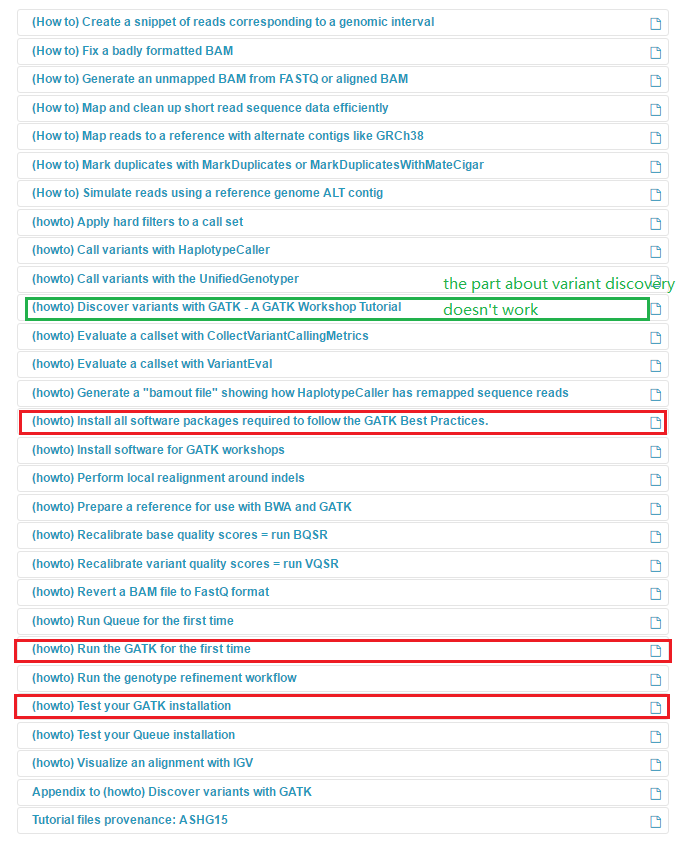 (How to) Create a snippet of reads corresponding to a genomic interval
(How to) Fix a badly formatted BAM
(How to) Generate an unmapped BAM from FASTQ or aligned BAM
(How to) Map and clean up short read sequence data efficiently
(How to) Map reads to a reference with alternate contigs like GRCh38
(How to) Mark duplicates with MarkDuplicates or MarkDuplicatesWithMateCigar
(How to) Simulate reads using a reference genome ALT contig
(howto) Apply hard filters to a call set
(howto) Call variants with HaplotypeCaller
(howto) Call variants with the UnifiedGenotyper
the part about variant discovery
(howto) Discover variants with GATK - A GATK Workshop Tutorial
doesn't work
(howto) Evaluate a callset with CollectVariantCallingMetrics
(howto) Evaluate a callset with VariantEval
(howto) Generate a "bamout file" showing how HaplotypeCaller has remapped sequence reads
(howto) Install all software packages required to follow the GATK Best Practices.
(howto) Install software for GATK workshops
(howto) Perform local realignment around indels
(howto) Prepare a reference for use with BWA and GATK
(howto) Recalibrate base quality scores = run BQSR
(howto) Recalibrate variant quality scores = run VQSR
(howto) Revert a BAM file to FastQ format
(howto) Run Queue for the first time
(howto) Run the GATK for the first time
(howto) Run the genotype refinement workflow
(howto) Test your GATK installation
(howto) Test your Queue installation
(howto) Visualize an alignment with IGV
Appendix to (howto) Discover variants with GATK
Tutorial files provenance: ASHG15